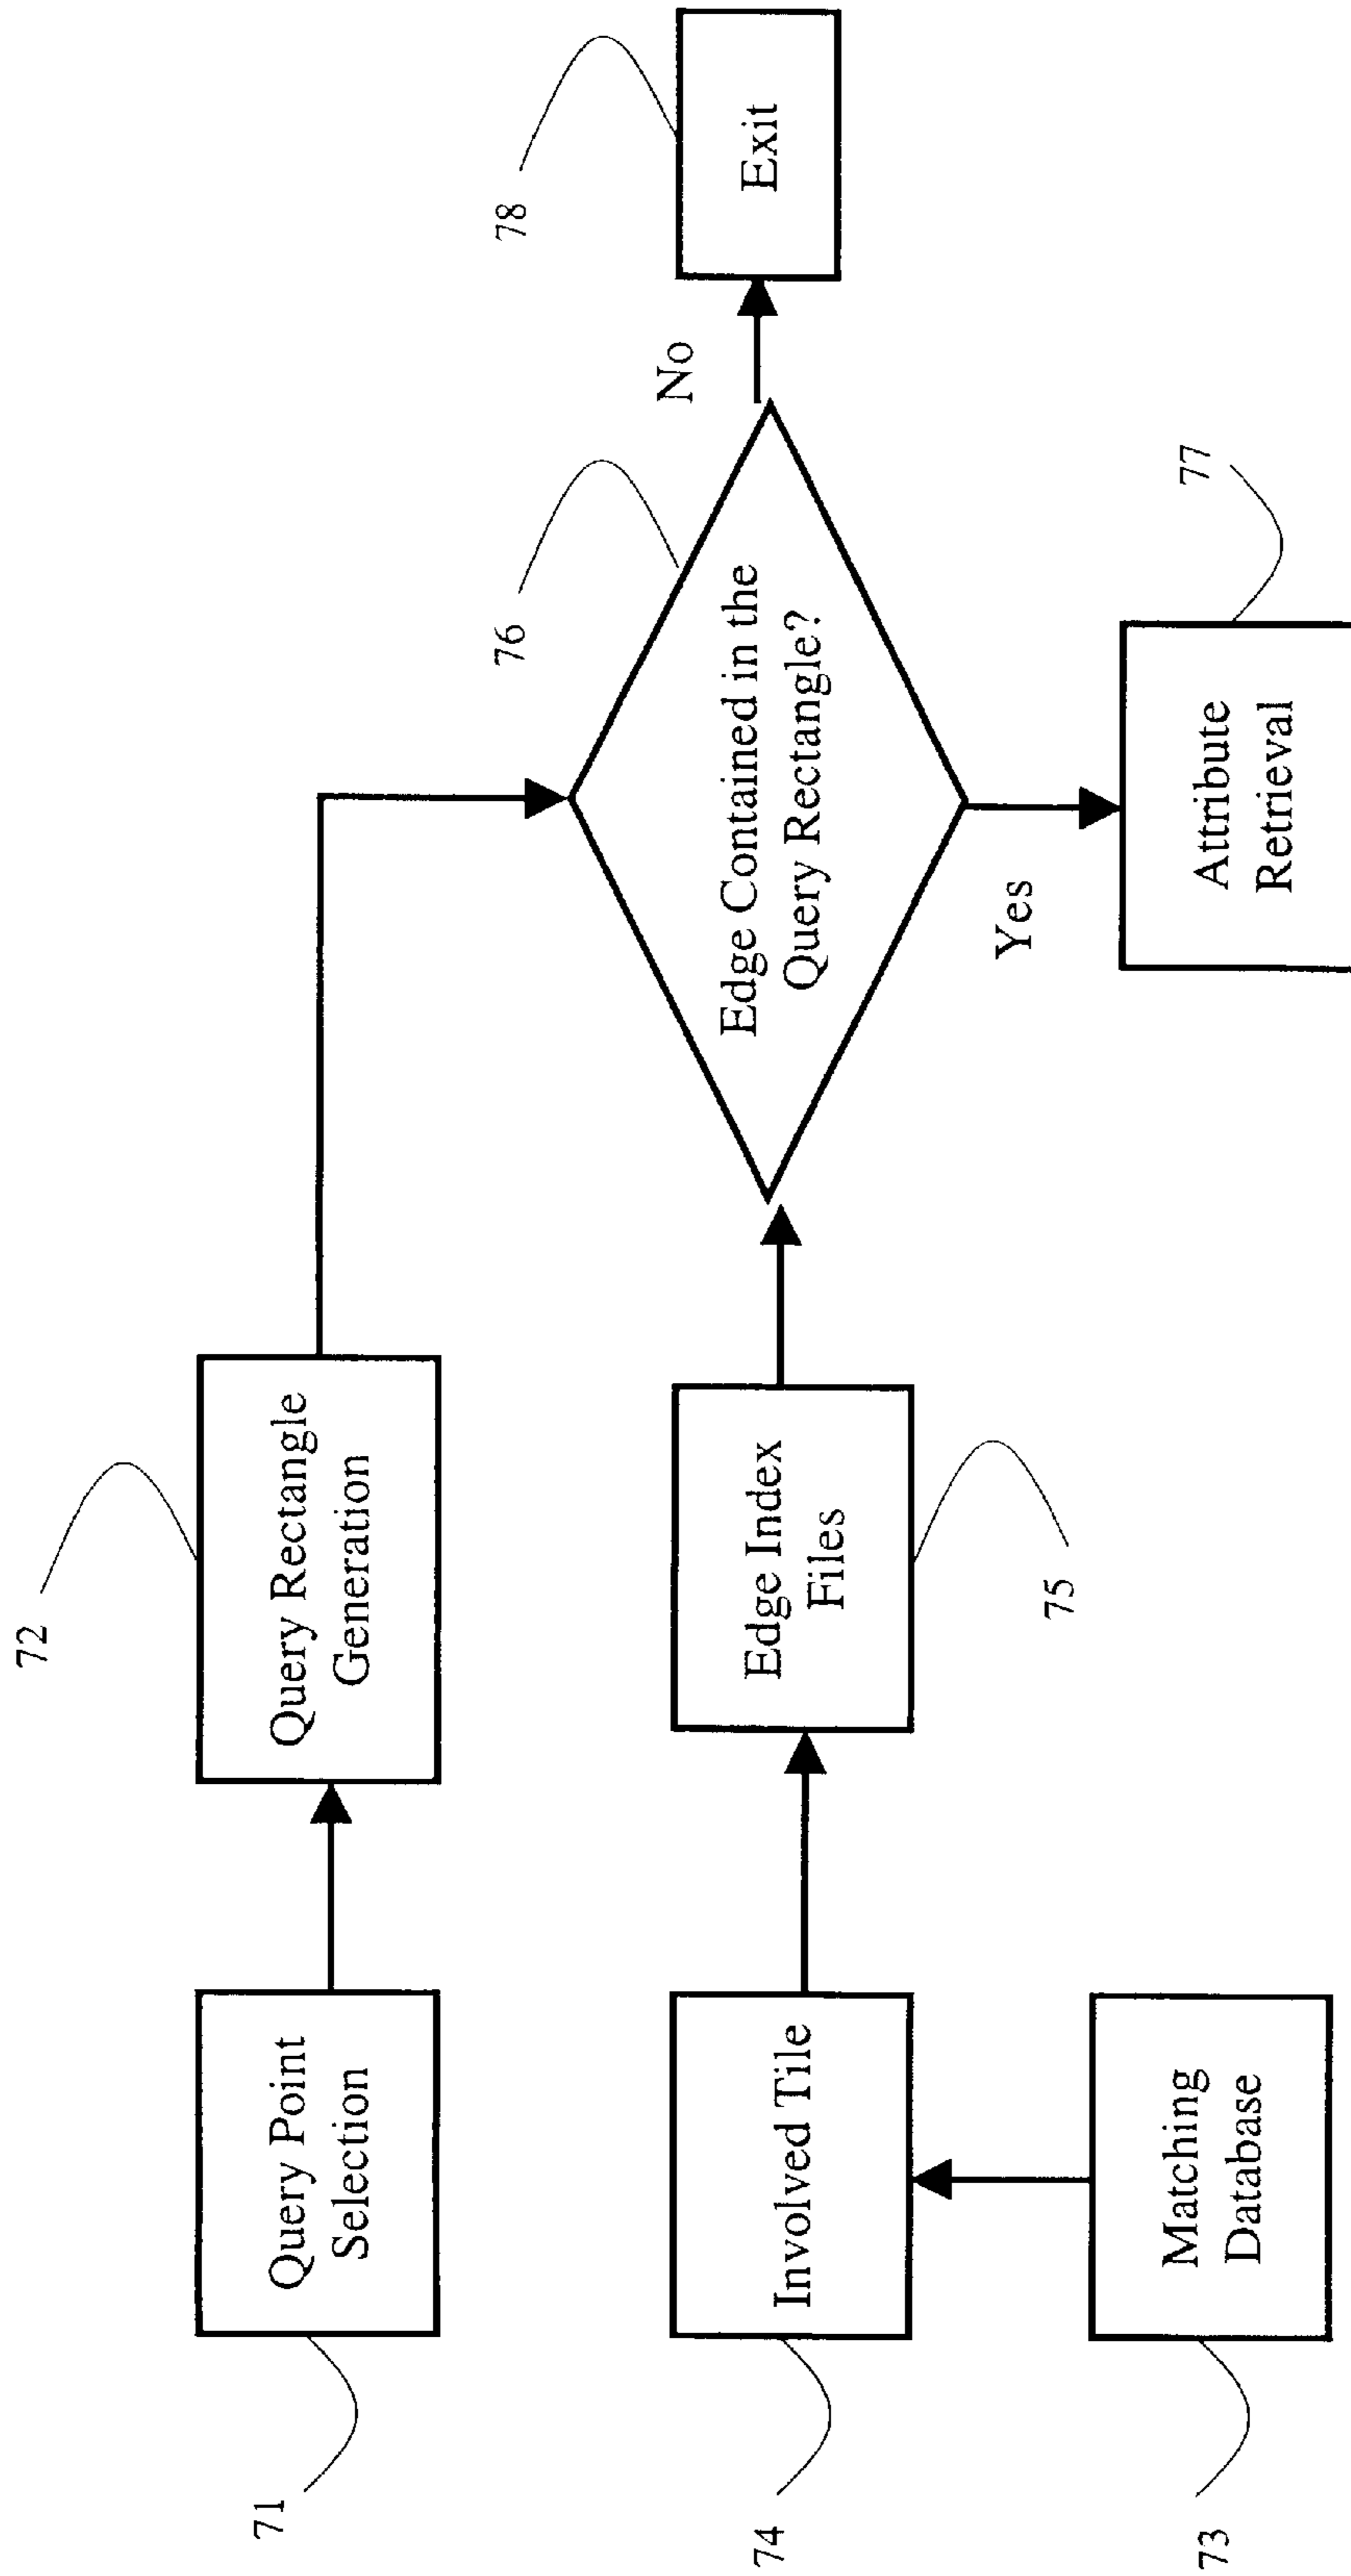 72
Query Point
Selection
Query Rectangle
Generation
71
78
76
Involved Tile
Edge Index
Files
Edge Contained in the
Query Rectangle?
No
Exit
74
75
Yes
77
Matching
Database
Attribute
Retrieval
73